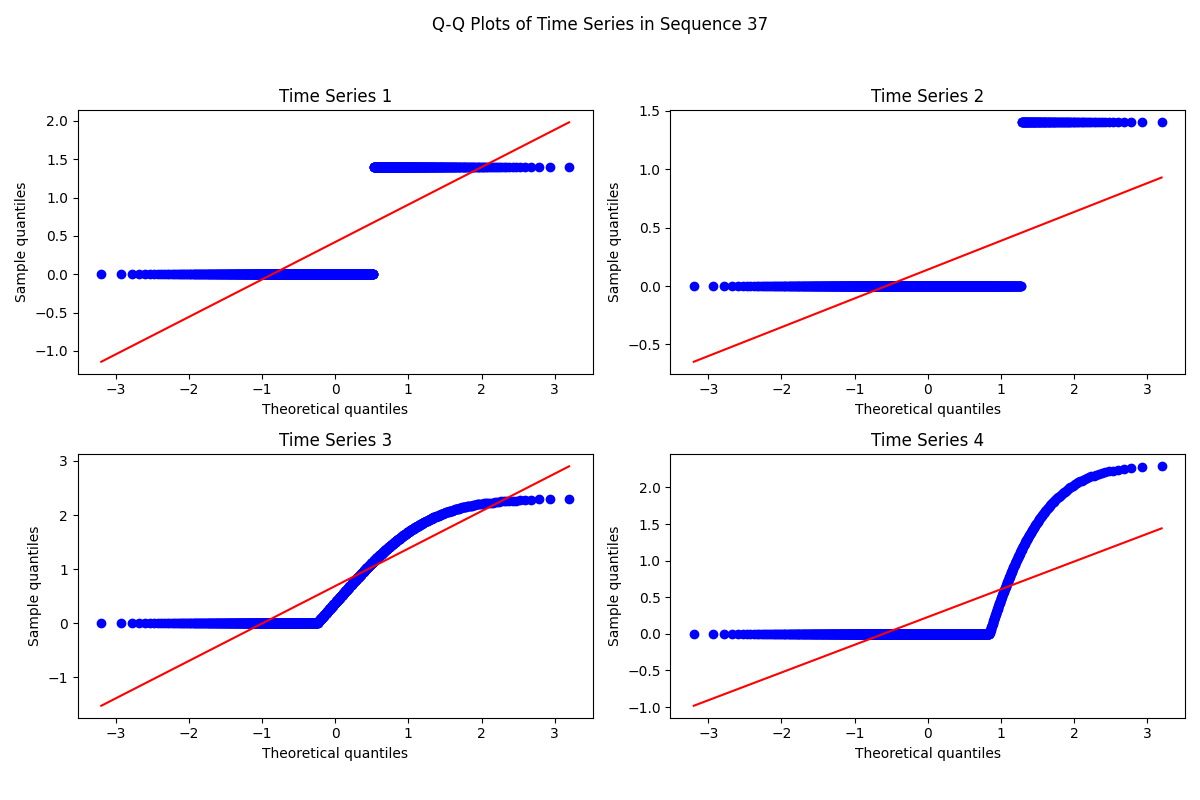 Q-Q Plots of Time Series in Sequence 37
Time Series 1
2.0
1.5
1.0
0.5
0.0
−0.5
−1.0
Sample quantiles
−3 −2 −1 0 1 2 3
Theoretical quantiles
Time Series 2
1.5
1.0
0.5
0.0
−0.5
Sample quantiles
−3 −2 −1 0 1 2 3
Theoretical quantiles
Time Series 3
3
2
1
0
−1
Sample quantiles
−3 −2 −1 0 1 2 3
Theoretical quantiles
Time Series 4
2.0
1.5
1.0
0.5
0.0
−0.5
−1.0
Sample quantiles
−3 −2 −1 0 1 2 3
Theoretical quantiles